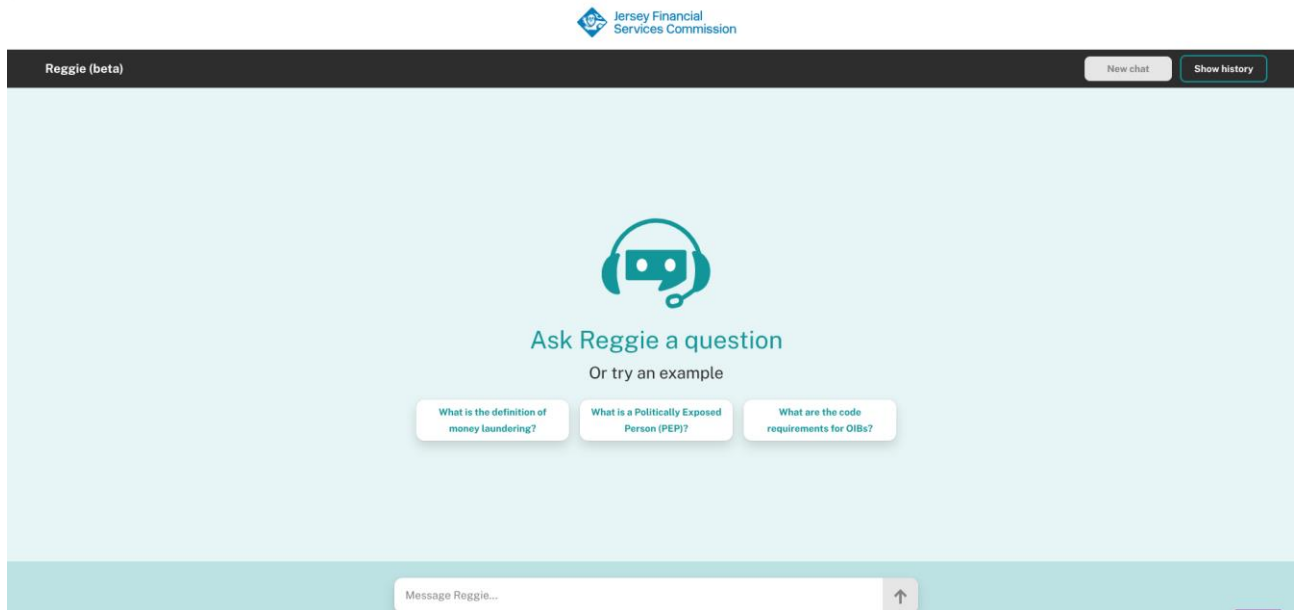 Jersey Financial
Services Commission
Reggie (beta)
New chat
Show history
Ask Reggie a question
Or try an example
What is the definition of
money laundering?
What is a Politically Exposed
Person (PEP)?
What are the code
requirements for OIBs?
Message Reggie...